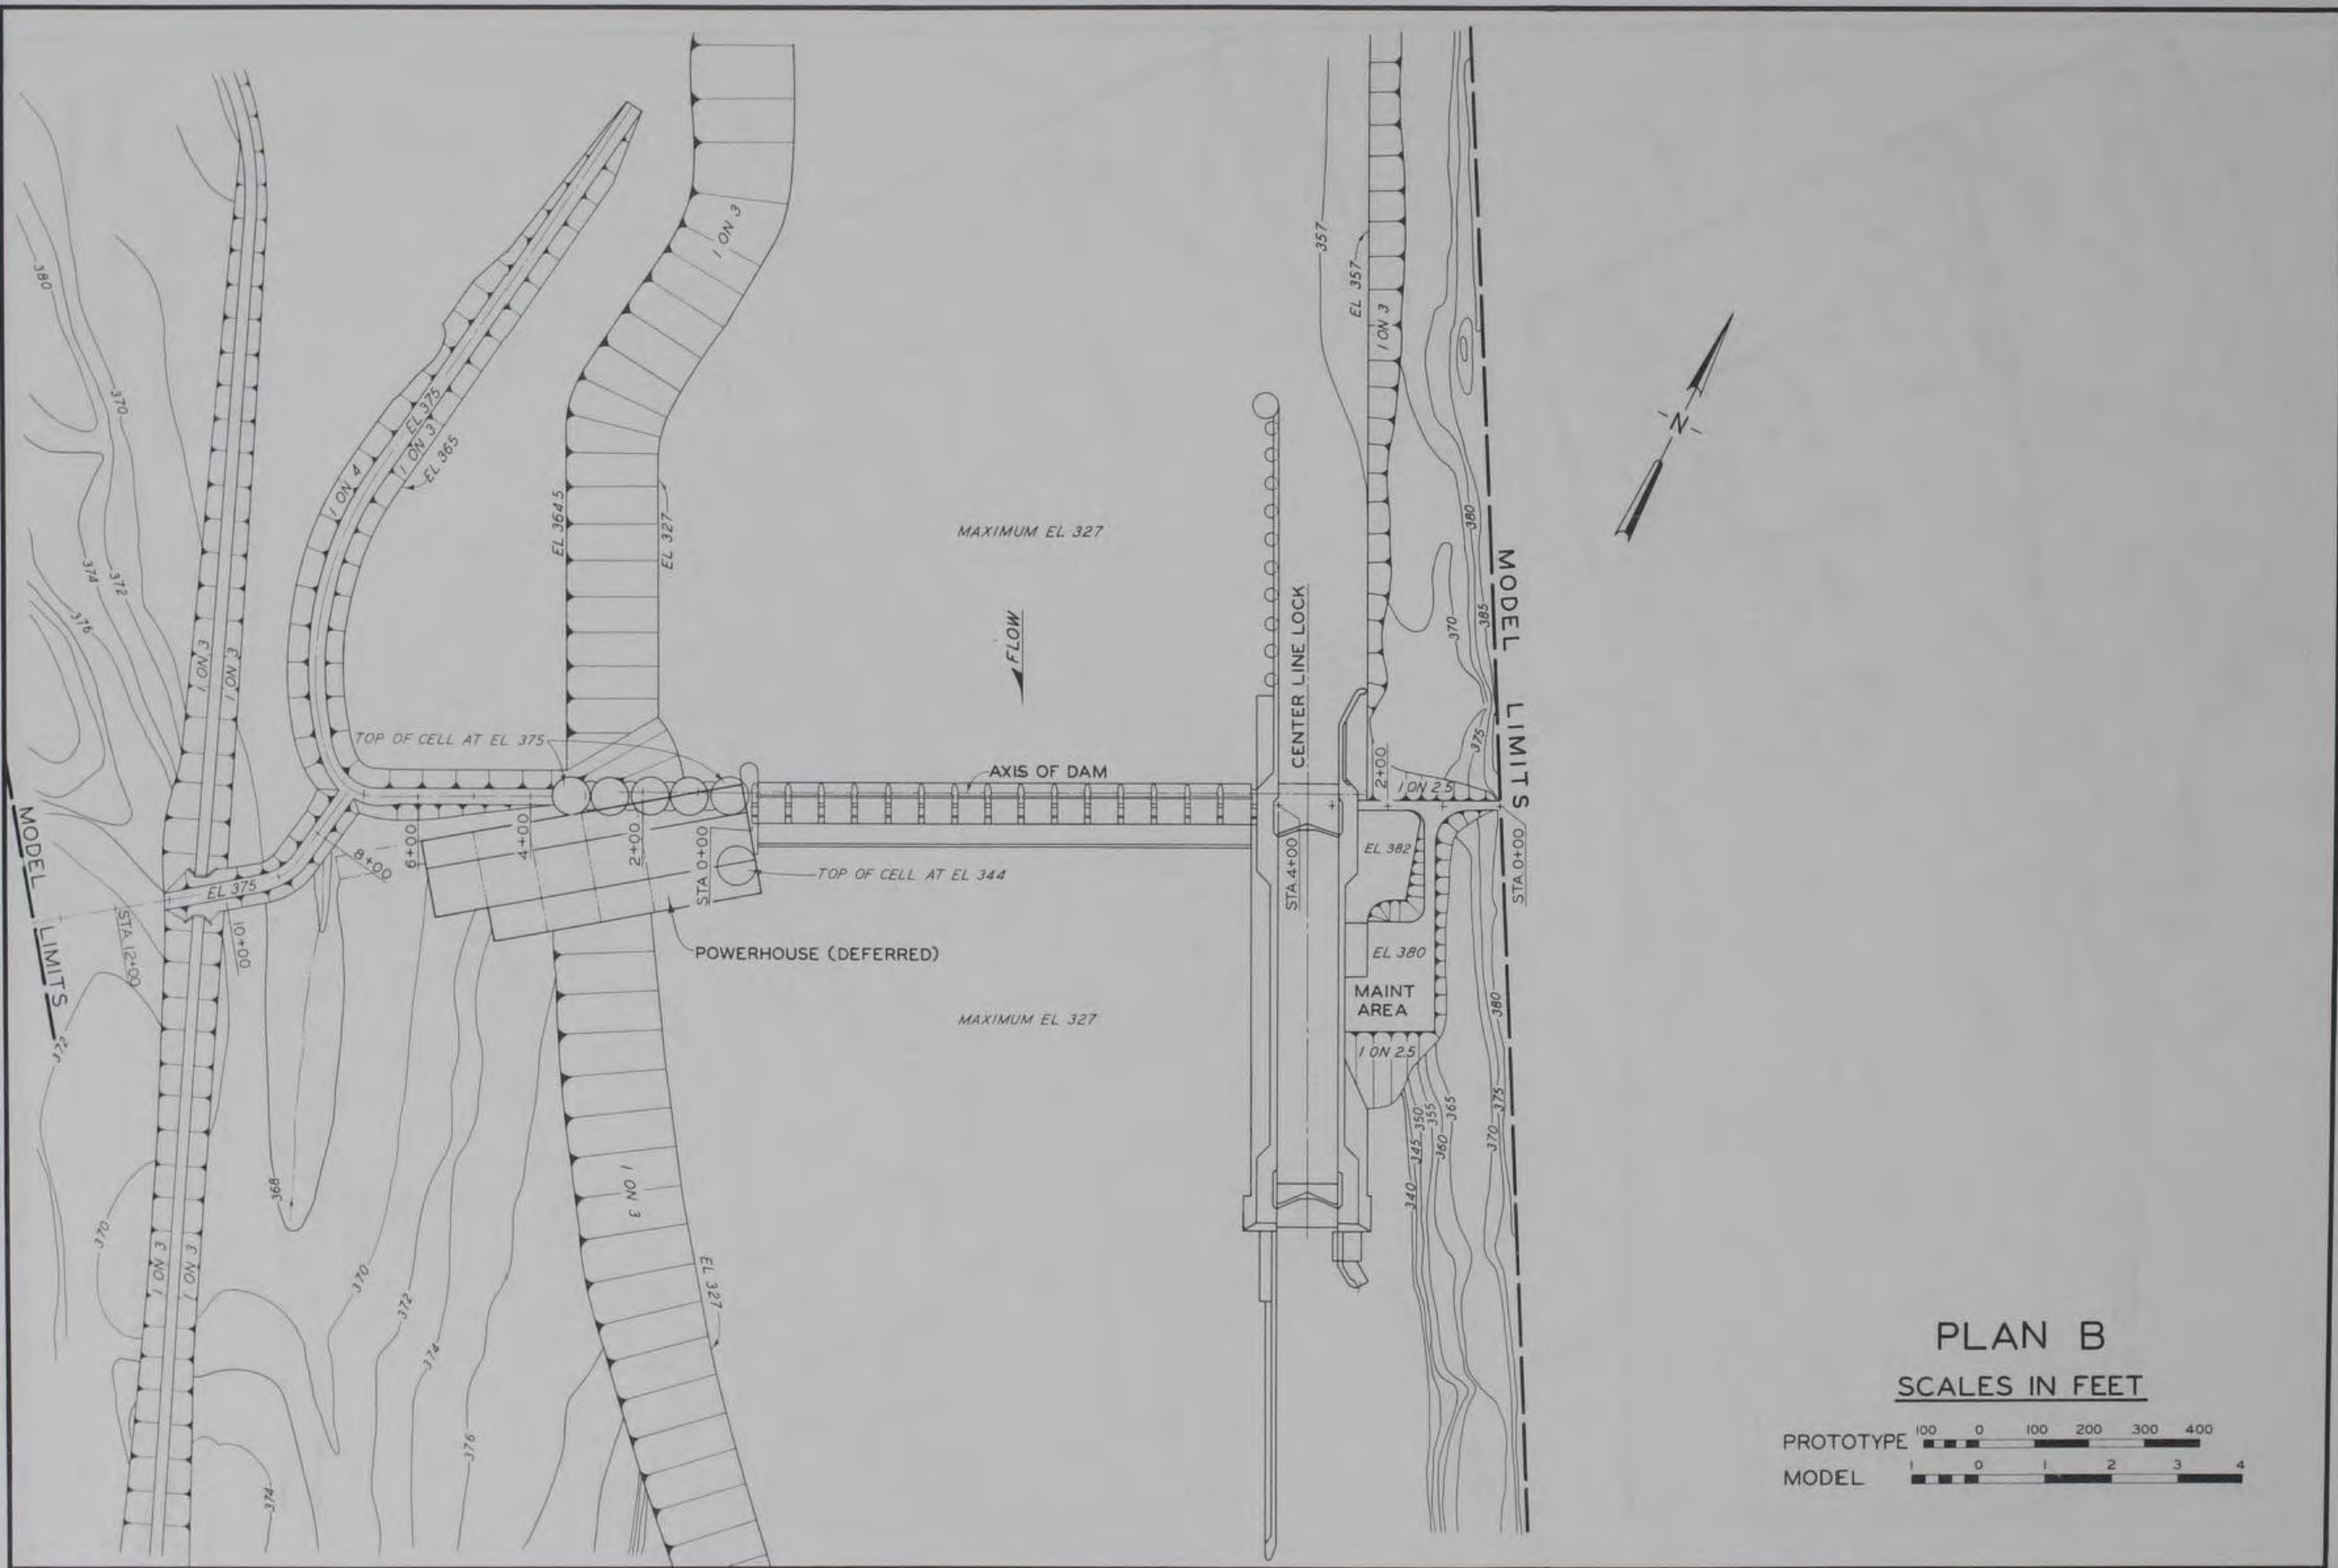 380
370
374
372
376
1 ON 3
1 ON 3
1 ON 4
EL 375
1 ON 3
EL 365
1 ON 3
EL 364.5
EL 327
MAXIMUM EL 327
FLOW
357
EL 357
1 ON 3
380
385
370
375
MODEL LIMITS
N
CENTER LINE LOCK
TOP OF CELL AT EL 375
AXIS OF DAM
2+00
1 ON 2.5
MODEL LIMITS
EL 375
STA. 12+00
10+00
8+00
6+00
4+00
2+00
STA. 0+00
TOP OF CELL AT EL 344
POWERHOUSE (DEFERRED)
STA. 4+00
EL 382
STA. 0+00
EL 380
MAINT
AREA
1 ON 2.5
MAXIMUM EL 327
372
368
370
1 ON 3
1 ON 3
370
372
374
376
374
1 ON 3
EL 327
340
345
350
355
360
365
370
375
380
PLAN B
SCALES IN FEET
PROTOTYPE 100 0 100 200 300 400
MODEL 1 0 1 2 3 4